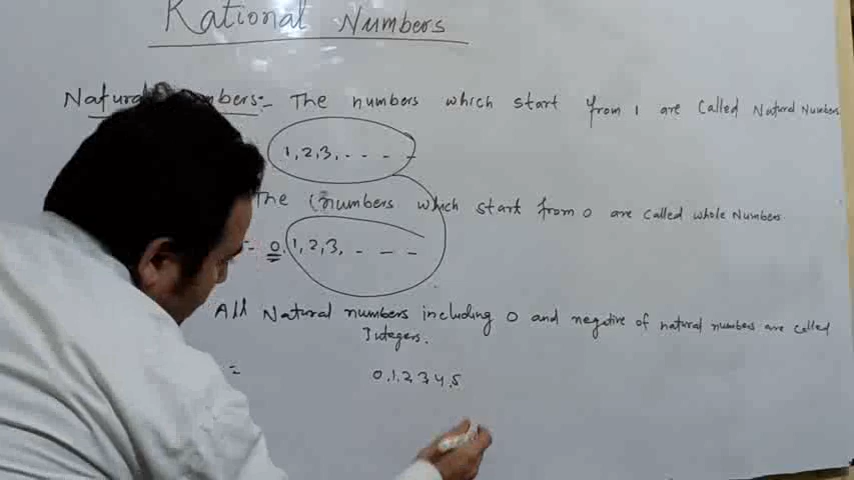 Rational Numbers
Natural Numbers:- The numbers which start from 1 are called Natural Numbers
1,2,3,- - - -
The numbers which start from 0 are called whole Numbers
= 0,1,2,3, - - -
All Natural numbers including 0 and negative of natural numbers are called
Integers.
= 0,1,2,3,4,5